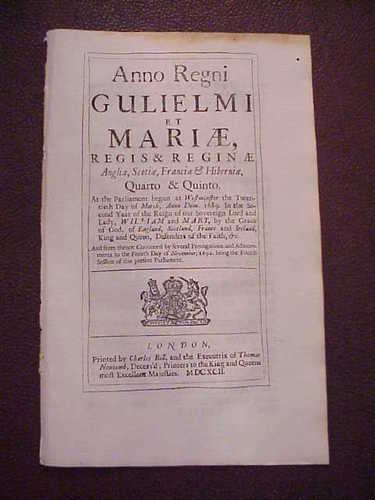 Anno Regni
GULIELMI
ET
MARIÆ,
REGIS & REGINÆ
Angliæ, Scotiæ, Franciæ & Hiberniæ,
Quarto & Quinto.
At the Parliament begun at Westminster the Twen-
tieth Day of March, Anno Dom. 1689. In the Se-
cond Year of the Reign of our Sovereign Lord and
Lady, WILLIAM and MARY, by the Grace
of God, of England, Scotland, France and Ireland,
King and Queen, Defenders of the Faith, &c.
And from thence Continued by several Prorogations and Adjourn-
ments to the Fourth Day of November, 1692. being the Fourth
Session of this present Parliament.
LONDON,
Printed by Charles Bill, and the Executrix of Thomas
Newcomb, Deceas'd; Printers to the King and Queens
most Excellent Majesties. MDCXCII.